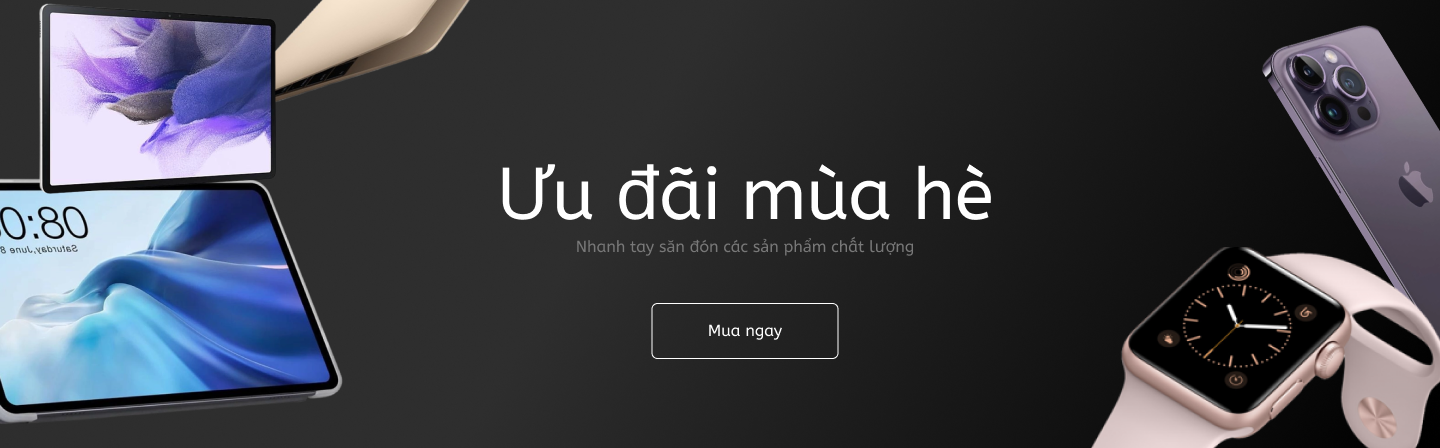 Ưu đãi mùa hè
Nhanh tay săn đón các sản phẩm chất lượng
Mua ngay
08:0
Saturday, June, 8